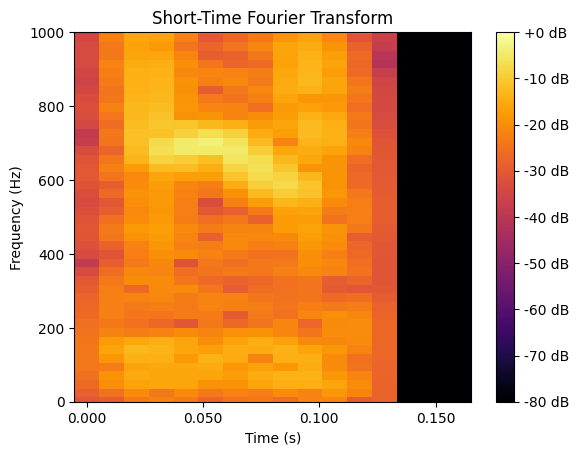 Short-Time Fourier Transform
1000
800
600
400
200
0
Frequency (Hz)
0.000
0.050
0.100
0.150
Time (s)
+0 dB
-10 dB
-20 dB
-30 dB
-40 dB
-50 dB
-60 dB
-70 dB
-80 dB